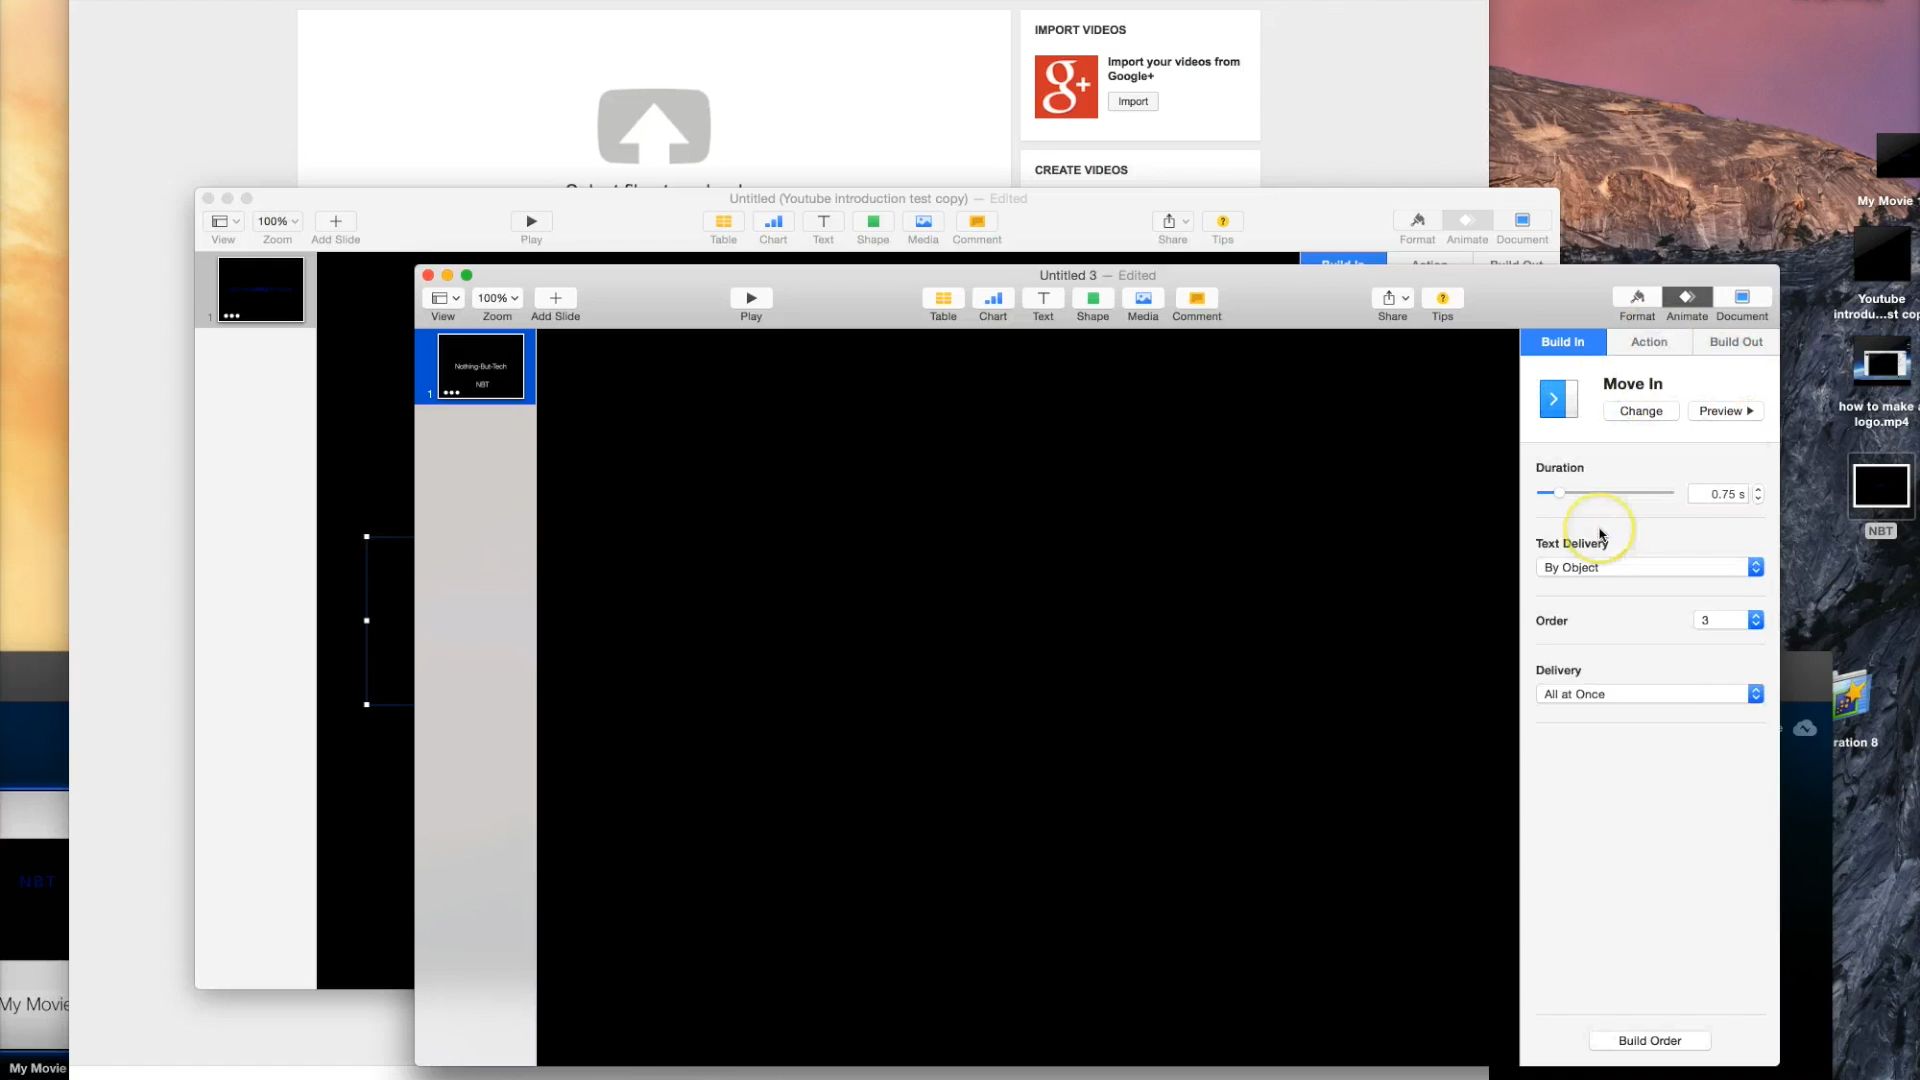 IMPORT VIDEOS
Import your videos from
Google+
Import
CREATE VIDEOS
Untitled (Youtube introduction test copy) — Edited
100%
View
Zoom
Add Slide
Play
Table
Chart
Text
Shape
Media
Comment
Share
Tips
Format
Animate
Document
1
Untitled 3 — Edited
100%
View
Zoom
Add Slide
Play
Table
Chart
Text
Shape
Media
Comment
Share
Tips
Format
Animate
Document
Nothing-But-Tech
NBT
1
Build In
Action
Build Out
Move In
Change
Preview
Duration
0.75 s
Text Delivery
By Object
Order
3
Delivery
All at Once
Build Order
My Movie
Youtube
introdu...st cop
how to make a
logo.mp4
NBT
ration 8
NBT
My Movie
My Movie